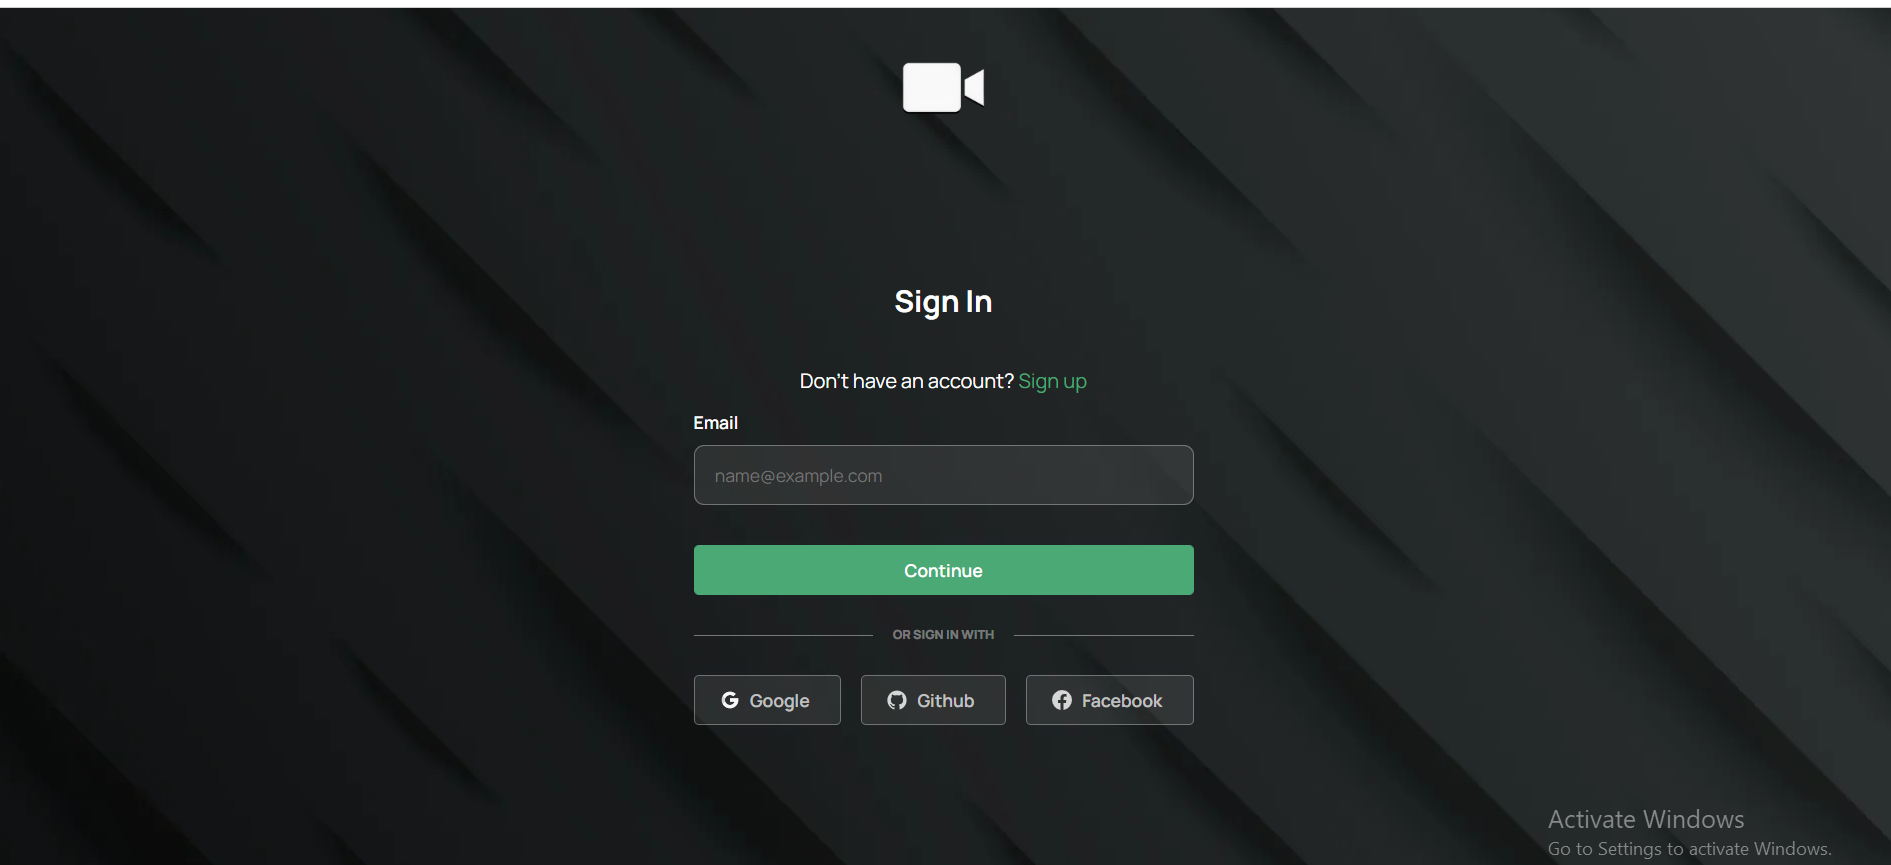 Sign In
Don't have an account? Sign up
Email
name@example.com
Continue
OR SIGN IN WITH
Google Github Facebook
Activate Windows
Go to Settings to activate Windows.